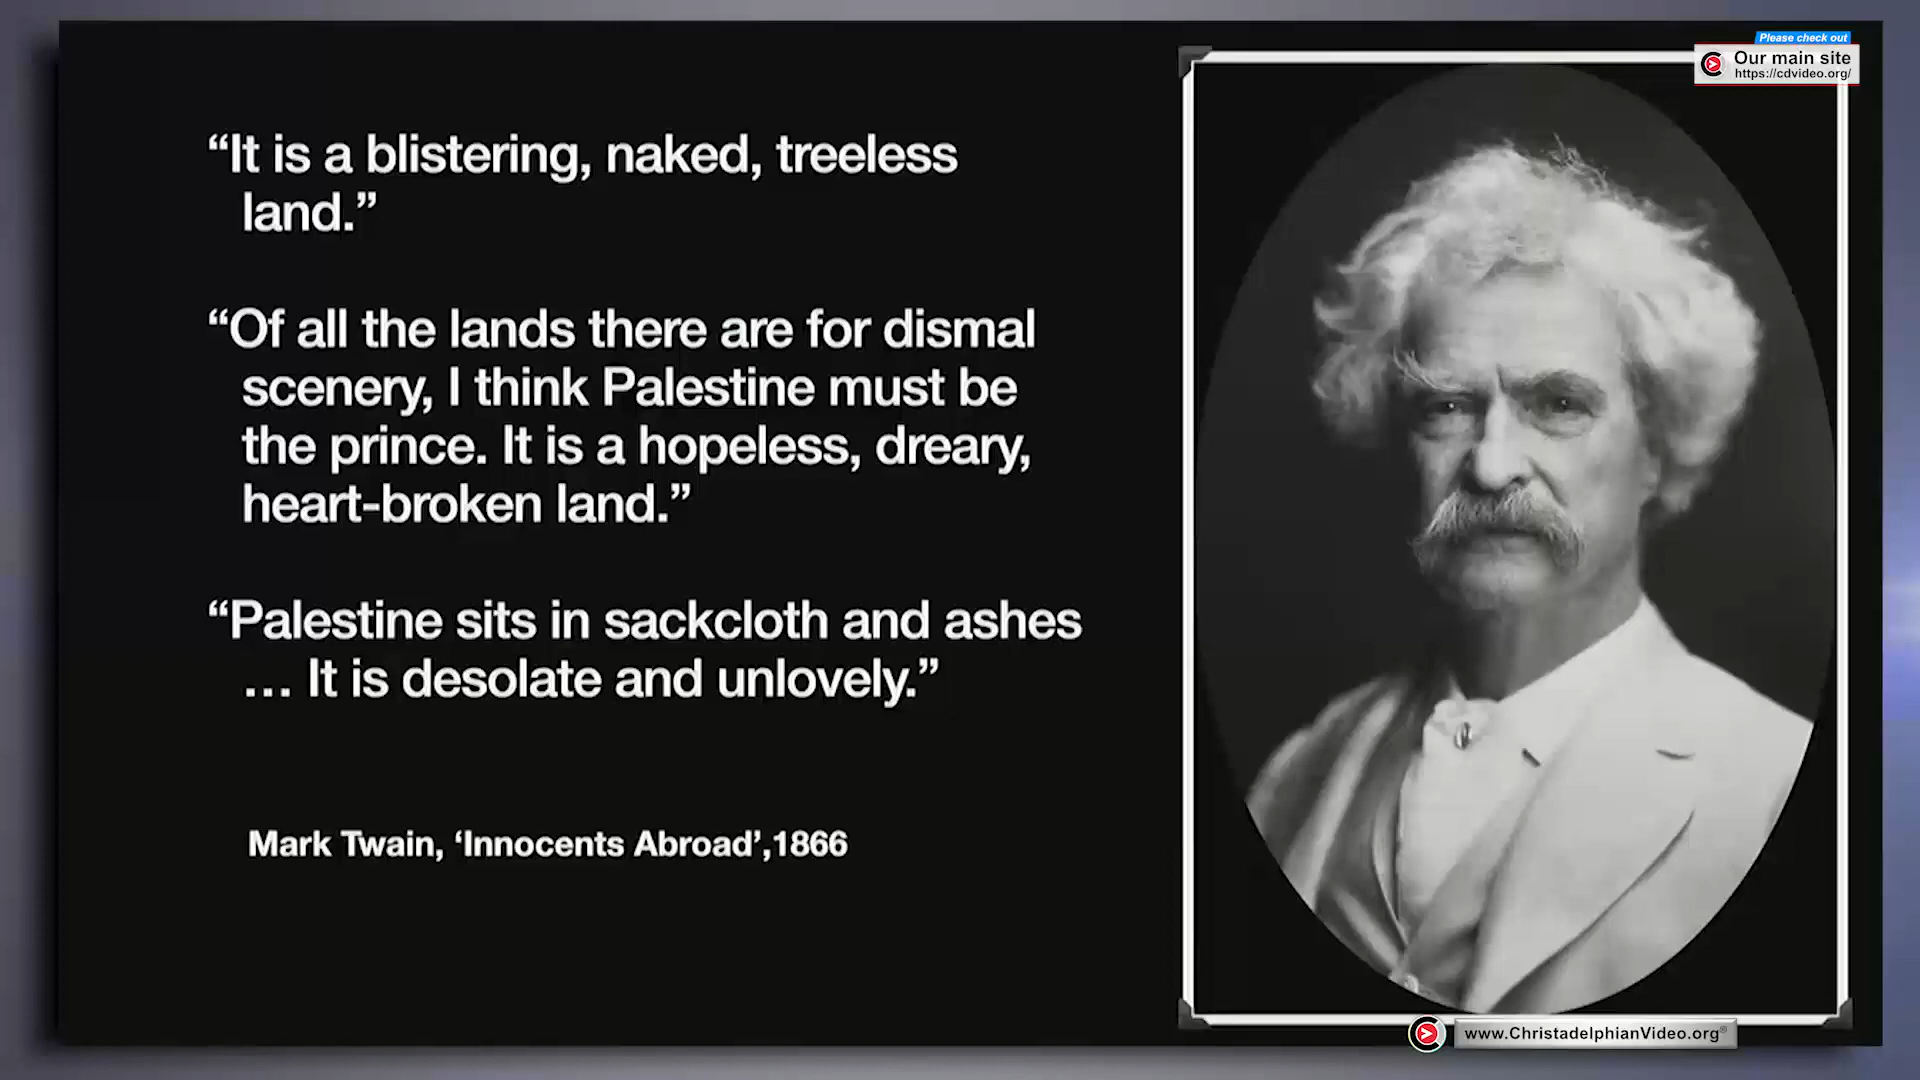 Please check out
Our main site
https://cdvideo.org/
“It is a blistering, naked, treeless
land.”
“Of all the lands there are for dismal
scenery, I think Palestine must be
the prince. It is a hopeless, dreary,
heart-broken land.”
“Palestine sits in sackcloth and ashes
… It is desolate and unlovely.”
Mark Twain, ‘Innocents Abroad’,1866
www.ChristadelphianVideo.org®